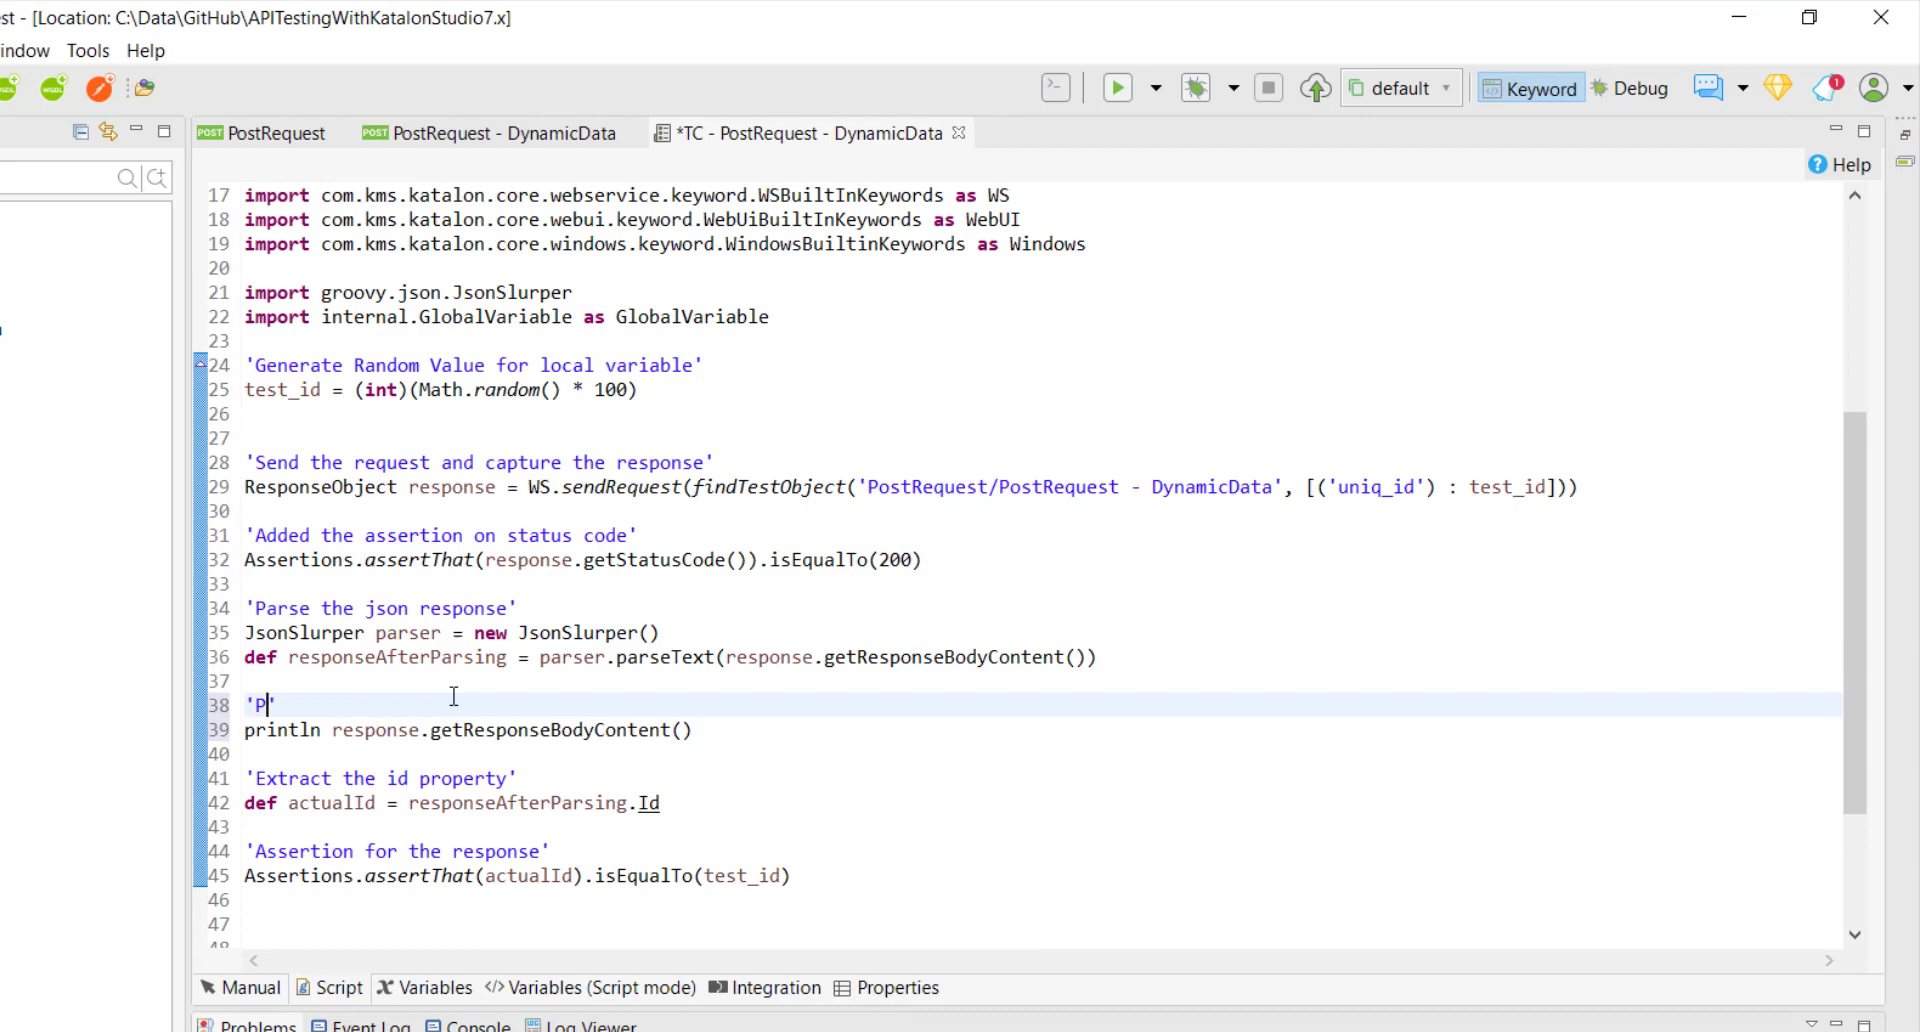 st - [Location: C:\Data\GitHub\APITestingWithKatalonStudio7.x]
indow Tools Help
default Keyword Debug 1
POST PostRequest POST PostRequest - DynamicData *TC - PostRequest - DynamicData
Help
17 import com.kms.katalon.core.webservice.keyword.WSBuiltInKeywords as WS
18 import com.kms.katalon.core.webui.keyword.WebUiBuiltInKeywords as WebUI
19 import com.kms.katalon.core.windows.keyword.WindowsBuiltinKeywords as Windows
20
21 import groovy.json.JsonSlurper
22 import internal.GlobalVariable as GlobalVariable
23
24 'Generate Random Value for local variable'
25 test_id = (int)(Math.random() * 100)
26
27
28 'Send the request and capture the response'
29 ResponseObject response = WS.sendRequest(findTestObject('PostRequest/PostRequest - DynamicData', [('uniq_id') : test_id]))
30
31 'Added the assertion on status code'
32 Assertions.assertThat(response.getStatusCode()).isEqualTo(200)
33
34 'Parse the json response'
35 JsonSlurper parser = new JsonSlurper()
36 def responseAfterParsing = parser.parseText(response.getResponseBodyContent())
37
38 'P'
39 println response.getResponseBodyContent()
40
41 'Extract the id property'
42 def actualId = responseAfterParsing.Id
43
44 'Assertion for the response'
45 Assertions.assertThat(actualId).isEqualTo(test_id)
46
47
48
Manual Script Variables Variables (Script mode) Integration Properties
Problems Event Log Console Log Viewer